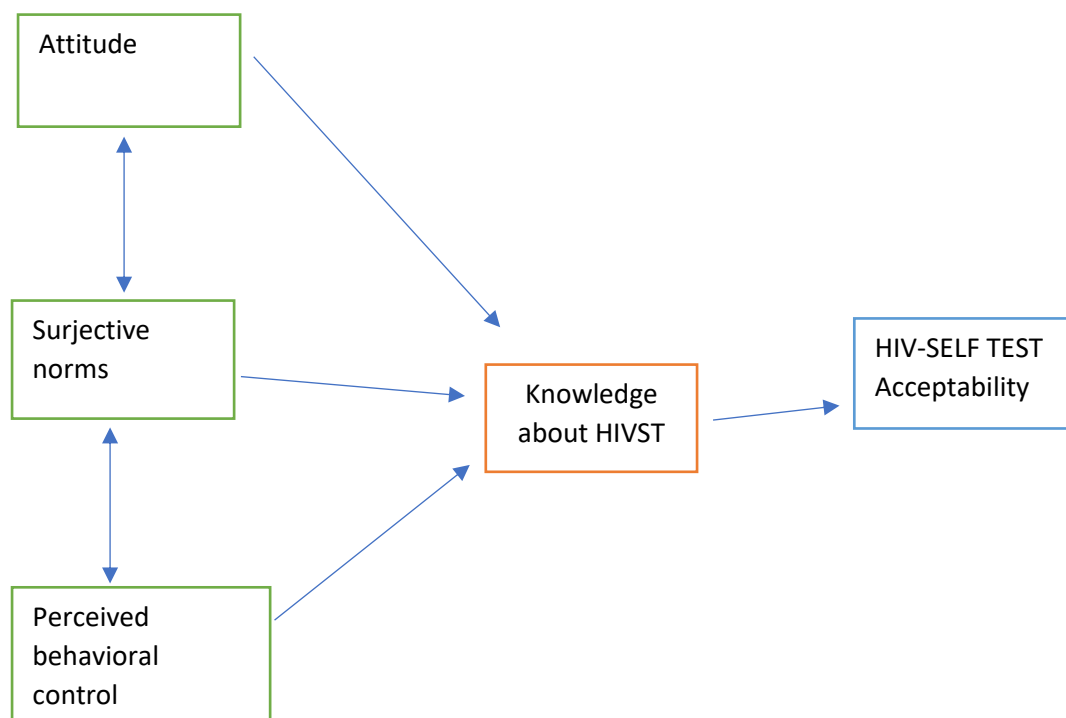 Attitude
Surjective
norms
Knowledge
about HIVST
HIV-SELF TEST
Acceptability
Perceived
behavioral
control